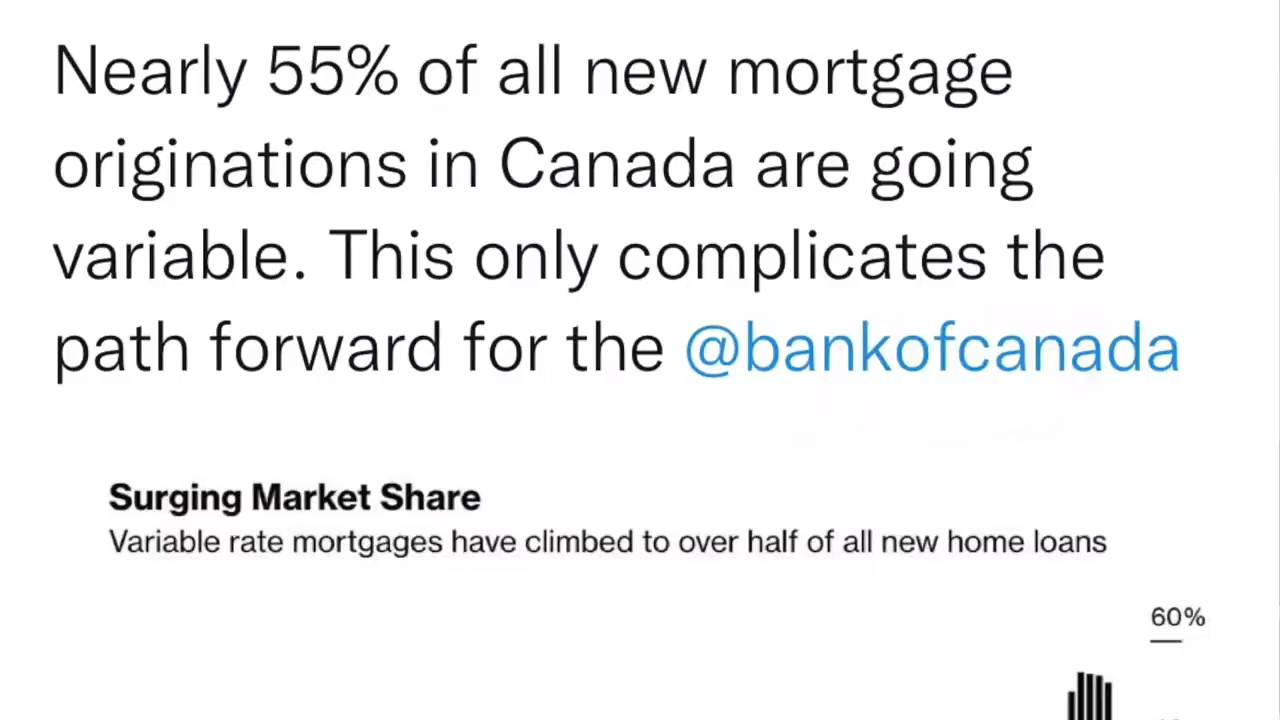 Nearly 55% of all new mortgage
originations in Canada are going
variable. This only complicates the
path forward for the @bankofcanada
Surging Market Share
Variable rate mortgages have climbed to over half of all new home loans
60%